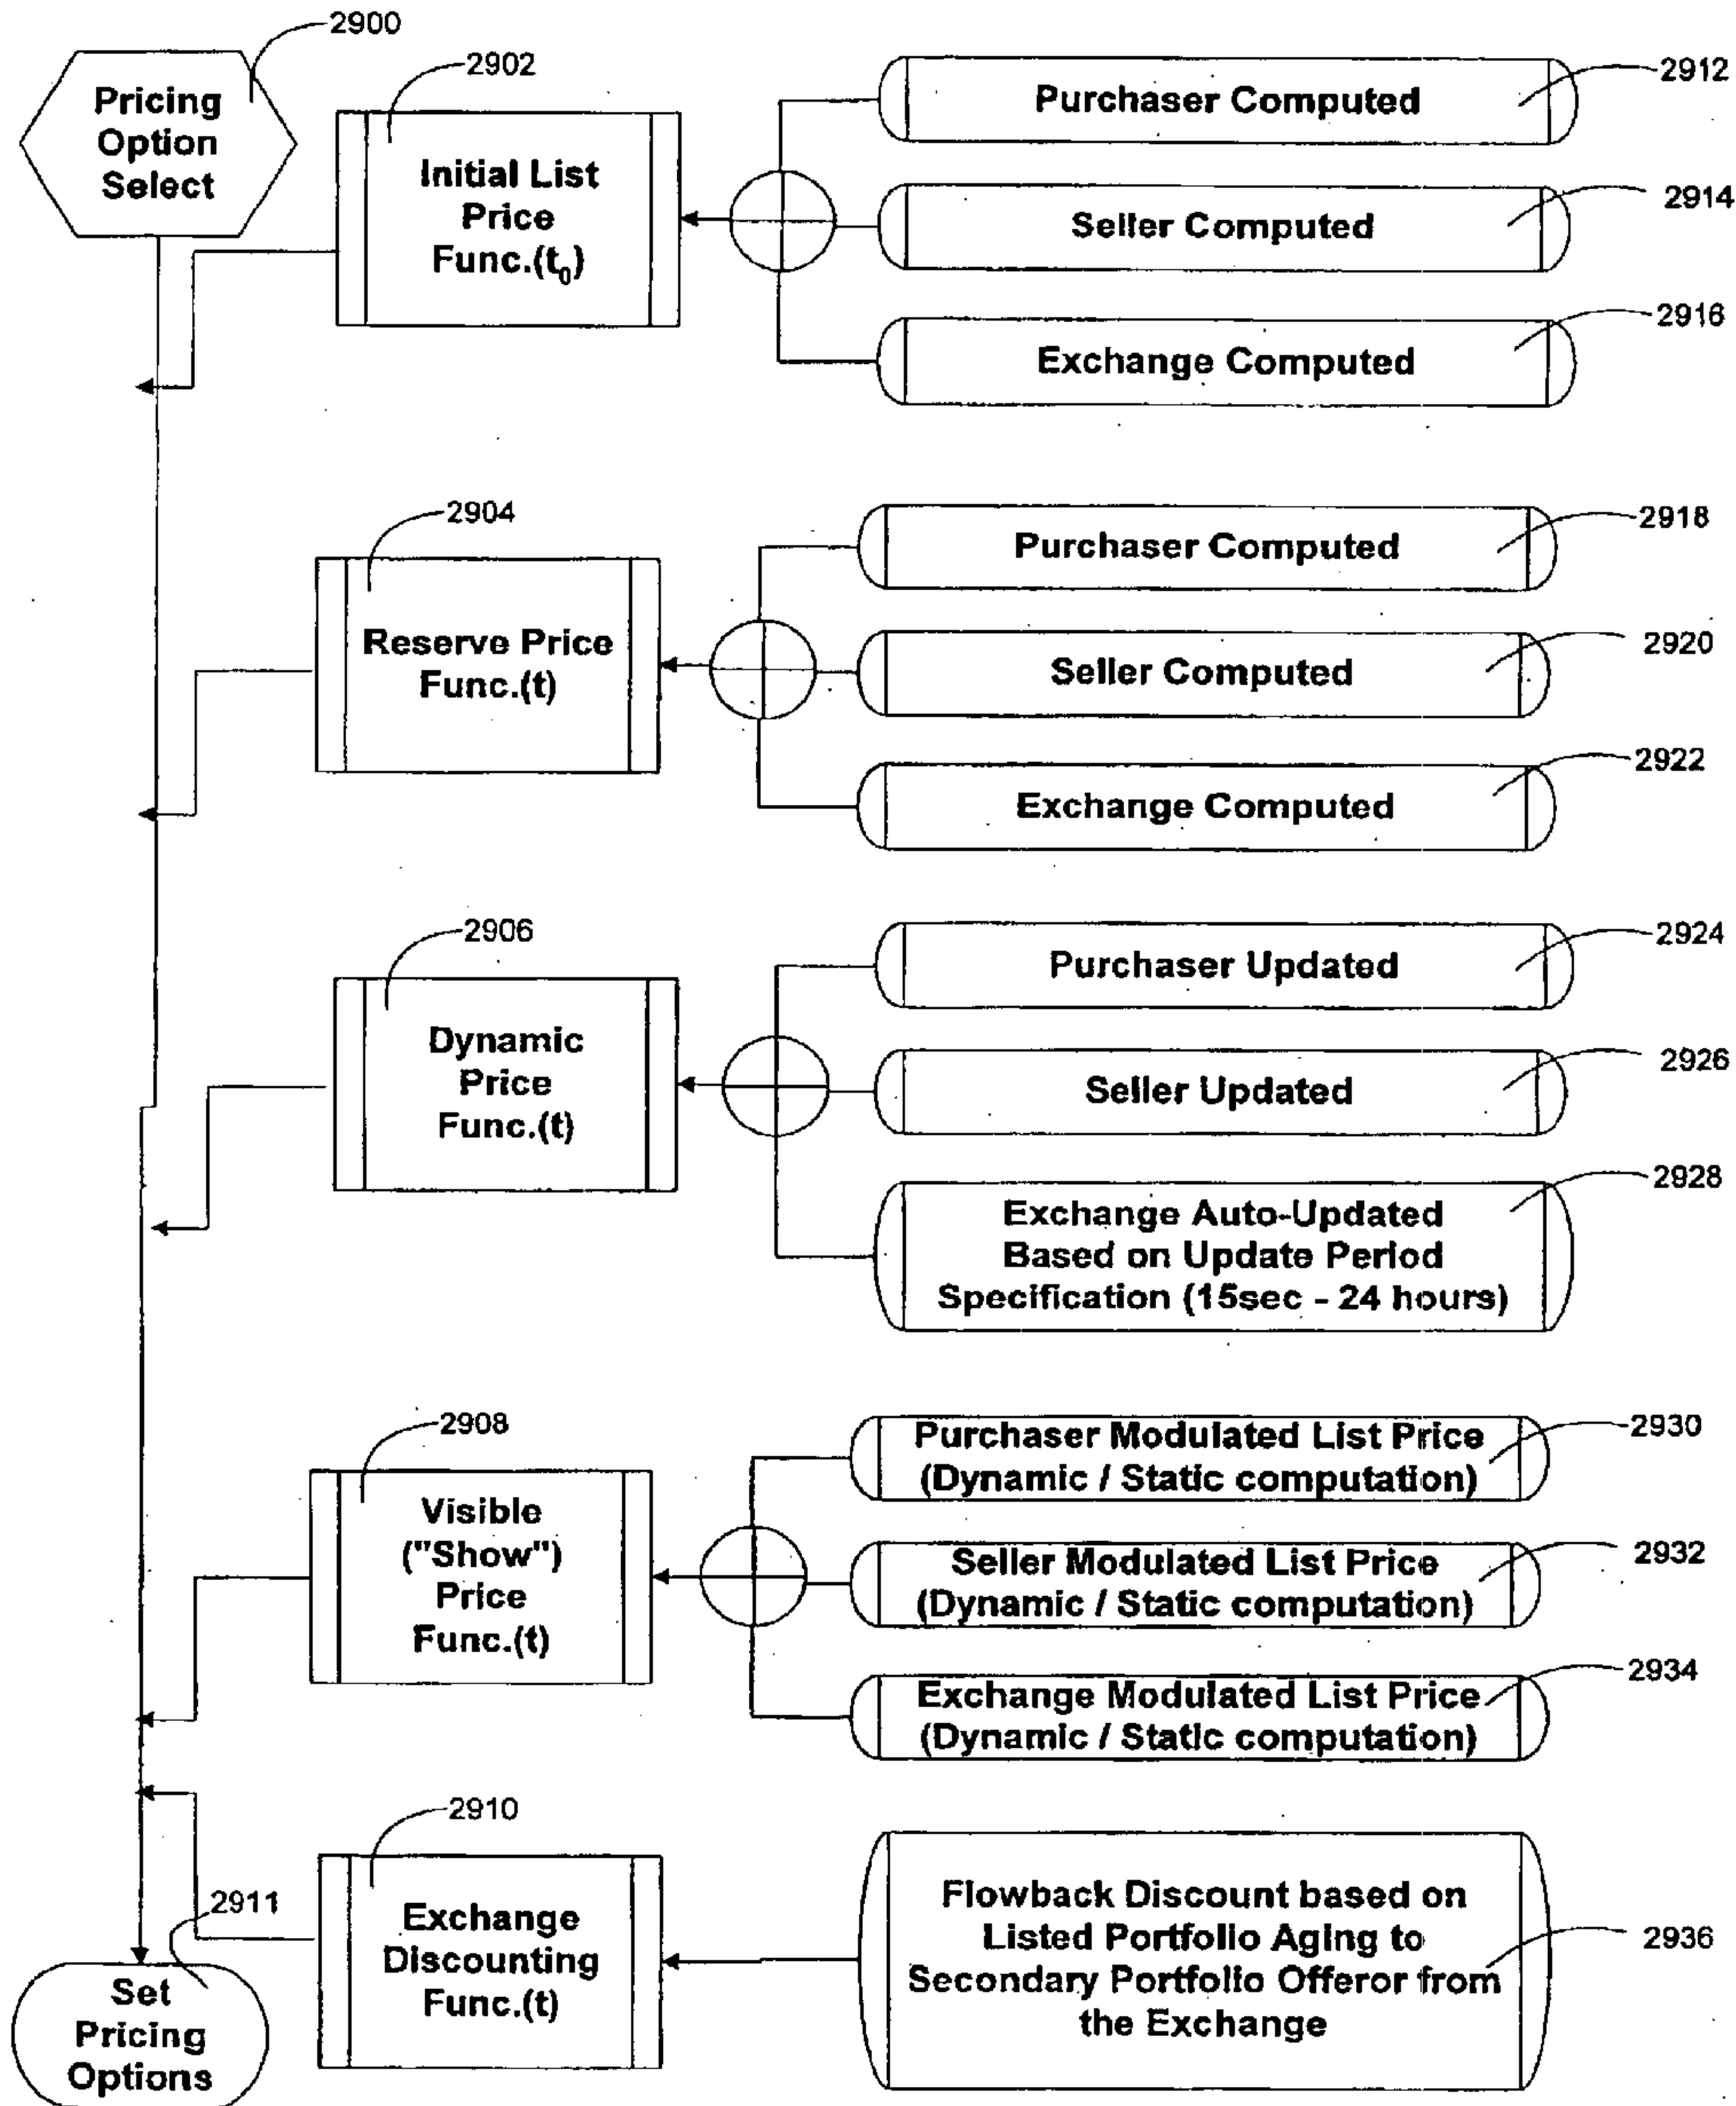 2900
Pricing
Option
Select
2902
Initial List
Price
Func.(t₀)
Purchaser Computed
2912
Seller Computed
2914
Exchange Computed
2916
2904
Reserve Price
Func.(t)
Purchaser Computed
2918
Seller Computed
2920
Exchange Computed
2922
2906
Dynamic
Price
Func.(t)
Purchaser Updated
2924
Seller Updated
2926
Exchange Auto-Updated
Based on Update Period
Specification (15sec - 24 hours)
2928
2908
Visible
("Show")
Price
Func.(t)
Purchaser Modulated List Price
(Dynamic / Static computation)
2930
Seller Modulated List Price
(Dynamic / Static computation)
2932
Exchange Modulated List Price
(Dynamic / Static computation)
2934
2910
Exchange
Discounting
Func.(t)
Flowback Discount based on
Listed Portfolio Aging to
Secondary Portfolio Offeror from
the Exchange
2936
2911
Set
Pricing
Options